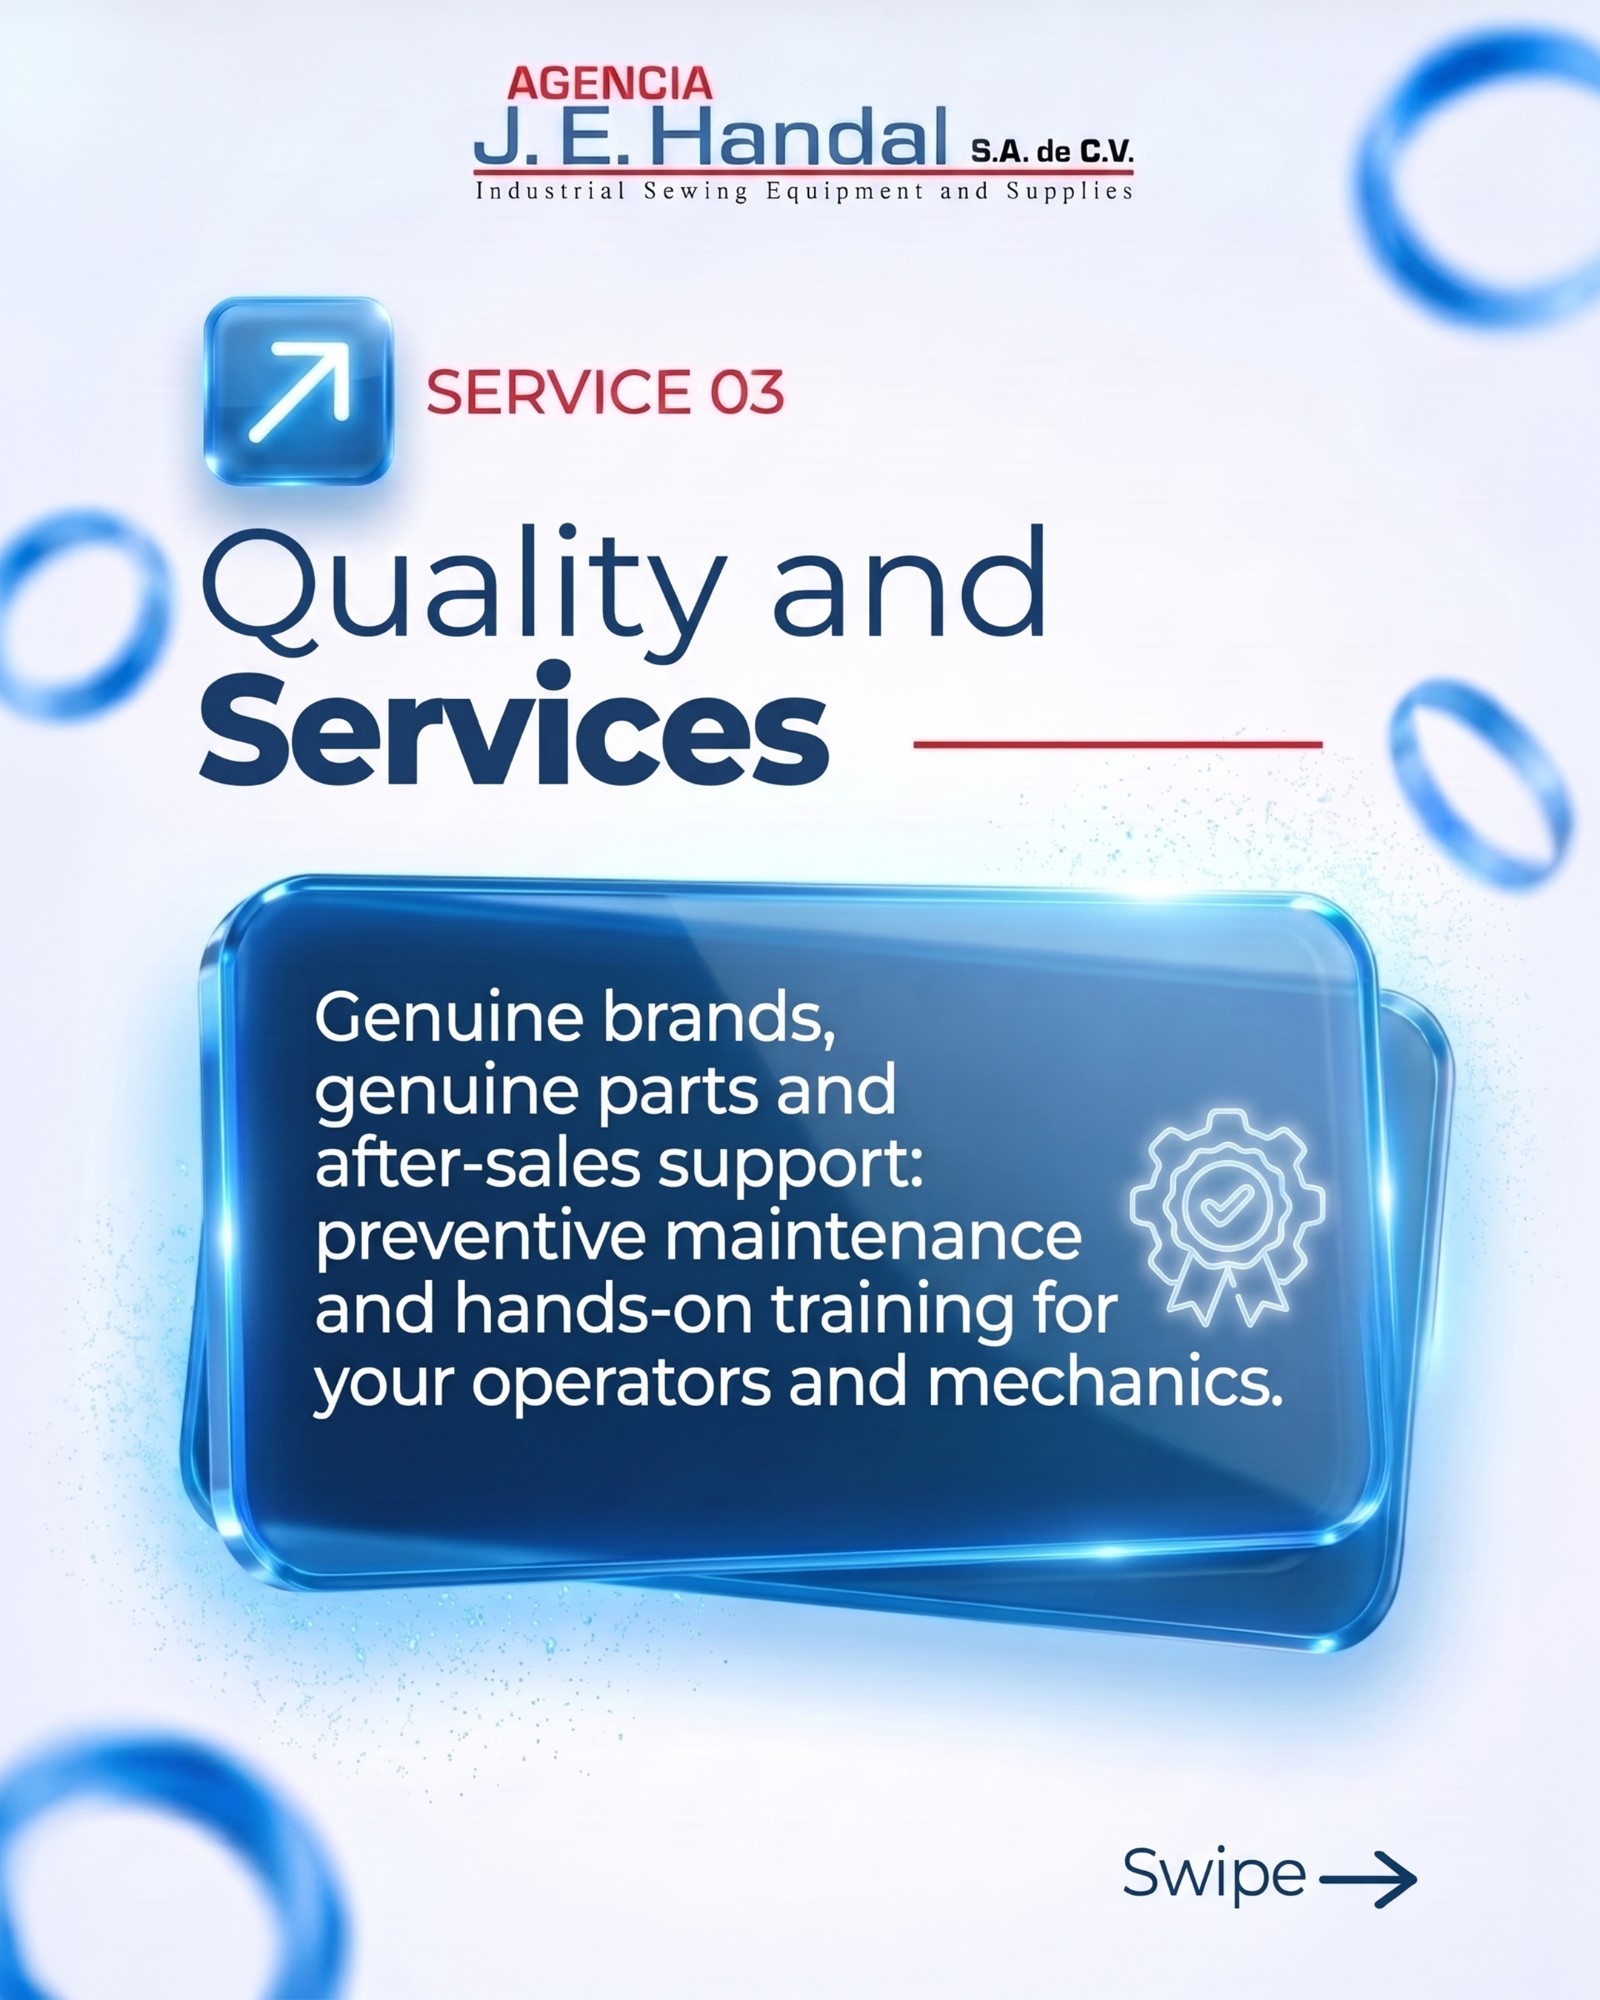 AGENCIA
J. E. Handal S.A. de C.V.
Industrial Sewing Equipment and Supplies
SERVICE 03
Quality and
Services
Genuine brands,
genuine parts and
after-sales support:
preventive maintenance
and hands-on training for
your operators and mechanics.
Swipe